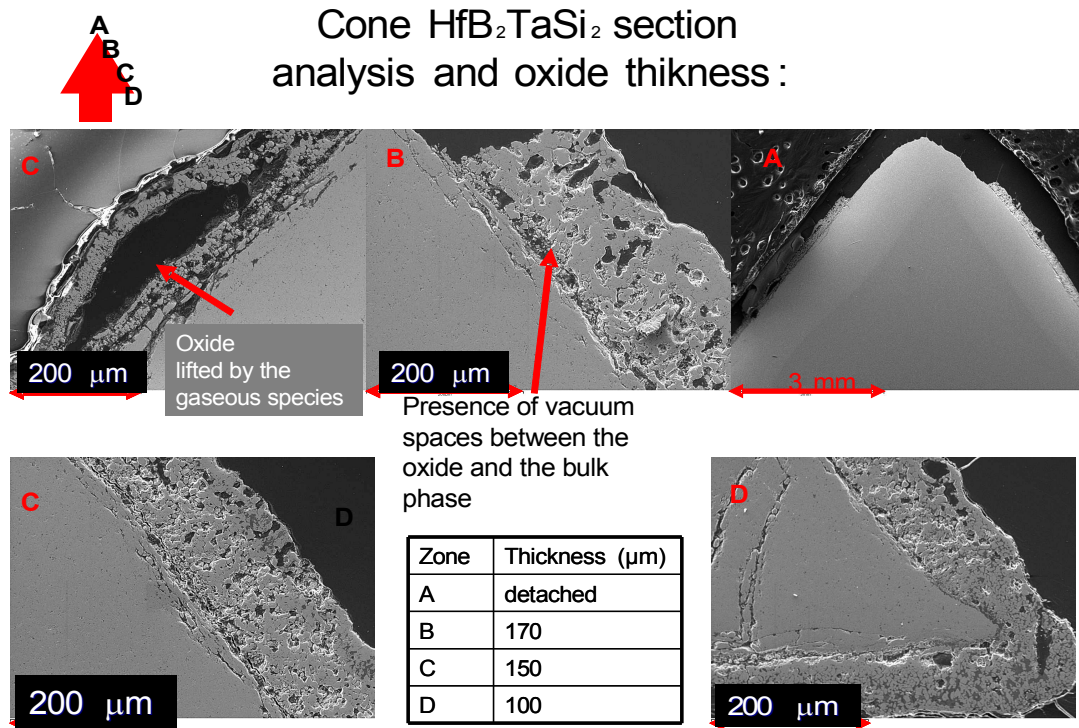 A
B
C
D
Cone HfB₂TaSi₂ section
analysis and oxide thikness :
C
Oxide
lifted by the
gaseous species
200 μm
B
200 μm
A
3 mm
Presence of vacuum
spaces between the
oxide and the bulk
phase
C
D
200 μm
Zone Thickness (μm)
A detached
B 170
C 150
D 100
D
200 μm